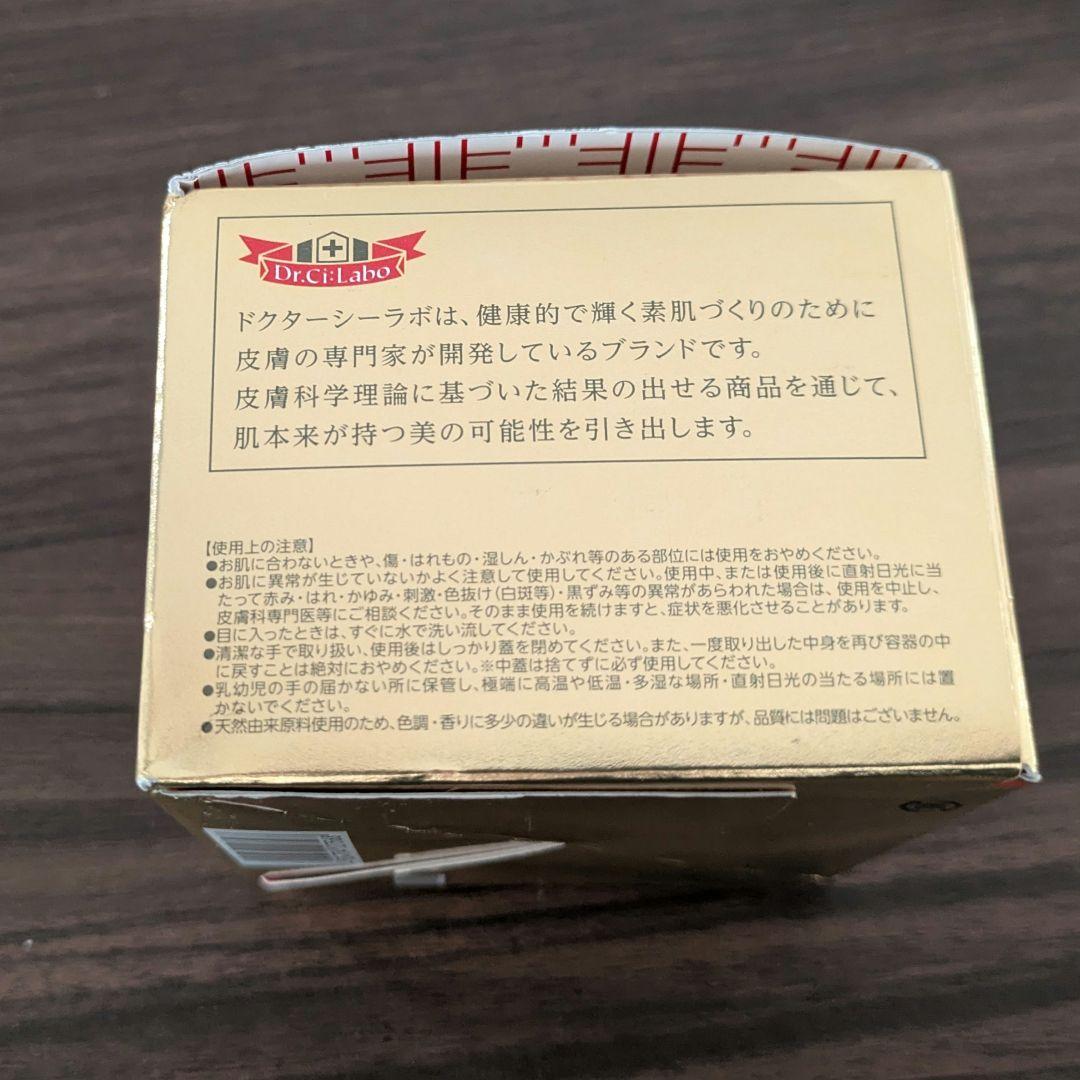 Dr.Ci:Labo
ドクターシーラボは、健康的で輝く素肌づくりのために
皮膚の専門家が開発しているブランドです。
皮膚科学理論に基づいた結果の出せる商品を通じて、
肌本来が持つ美の可能性を引き出します。
【使用上の注意】
●お肌に合わないときや、傷・はれもの・湿しん・かぶれ等のある部位には使用をおやめください。
●お肌に異常が生じていないかよく注意して使用してください。使用中、または使用後に直射日光に当
たって赤み・はれ・かゆみ・刺激・色抜け(白斑等)・黒ずみ等の異常があらわれた場合は、使用を中止し、
皮膚科専門医等にご相談ください。そのまま使用を続けますと、症状を悪化させることがあります。
●目に入ったときは、すぐに水で洗い流してください。
●清潔な手で取り扱い、使用後はしっかり蓋を閉めてください。また、一度取り出した中身を再び容器の中
に戻すことは絶対におやめください。※中蓋は捨てずに必ず使用してください。
●乳幼児の手の届かない所に保管し、極端に高温や低温・多湿な場所・直射日光の当たる場所には置
かないでください。
●天然由来原料使用のため、色調・香りに多少の違いが生じる場合がありますが、品質には問題はございません。